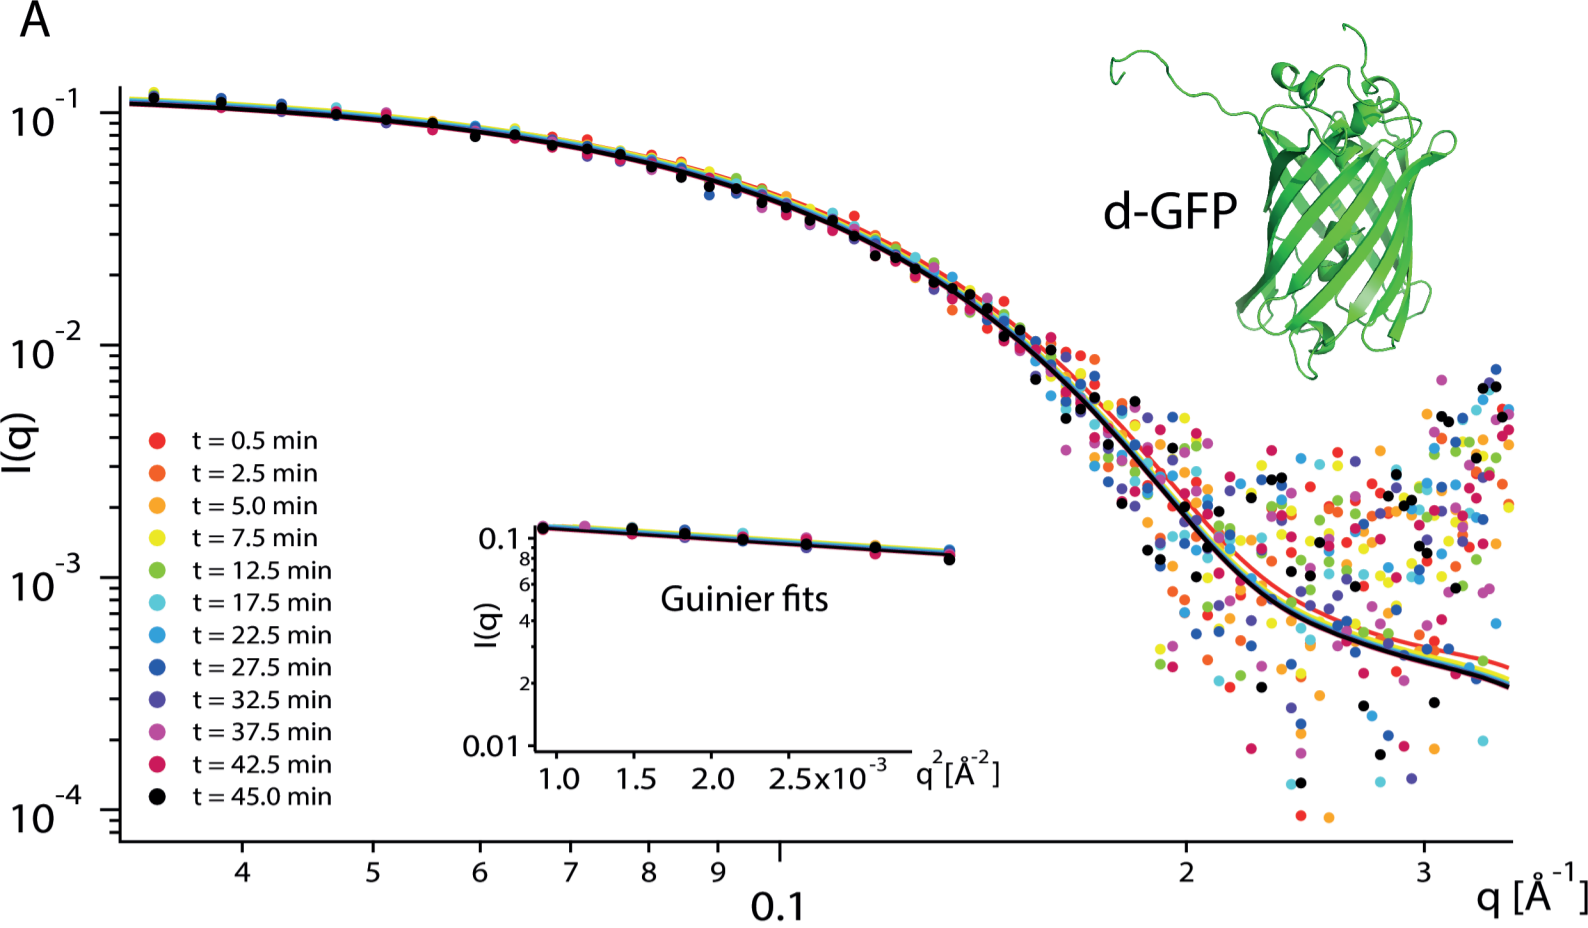 A
10-1
10-2
10-3
10-4
I(q)
d-GFP
t = 0.5 min
t = 2.5 min
t = 5.0 min
t = 7.5 min
t = 12.5 min
t = 17.5 min
t = 22.5 min
t = 27.5 min
t = 32.5 min
t = 37.5 min
t = 42.5 min
t = 45.0 min
0.1
8
6
4
2
0.01
I(q)
Guinier fits
1.0 1.5 2.0 2.5x10-3 q2[Å-2]
4 5 6 7 8 9 0.1 2 3
q [Å-1]